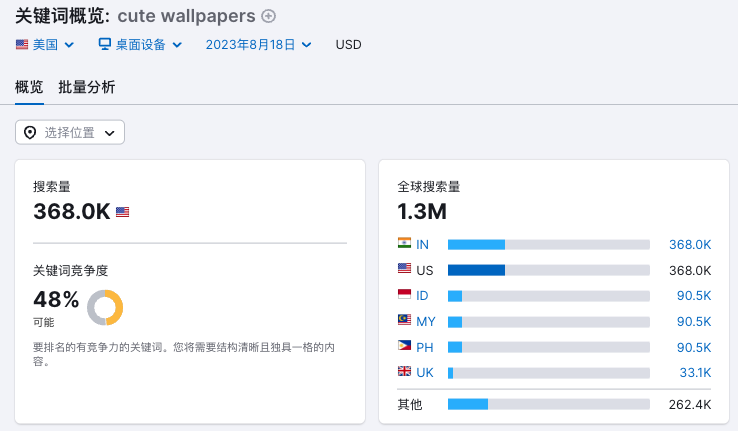 关键词概览: cute wallpapers
美国 桌面设备 2023年8月18日 USD
概览 批量分析
选择位置
搜索量
368.0K
关键词竞争度
48%
可能
要排名的有竞争力的关键词。您将需要结构清晰且独具一格的内
容。
全球搜索量
1.3M
IN 368.0K
US 368.0K
ID 90.5K
MY 90.5K
PH 90.5K
UK 33.1K
其他 262.4K